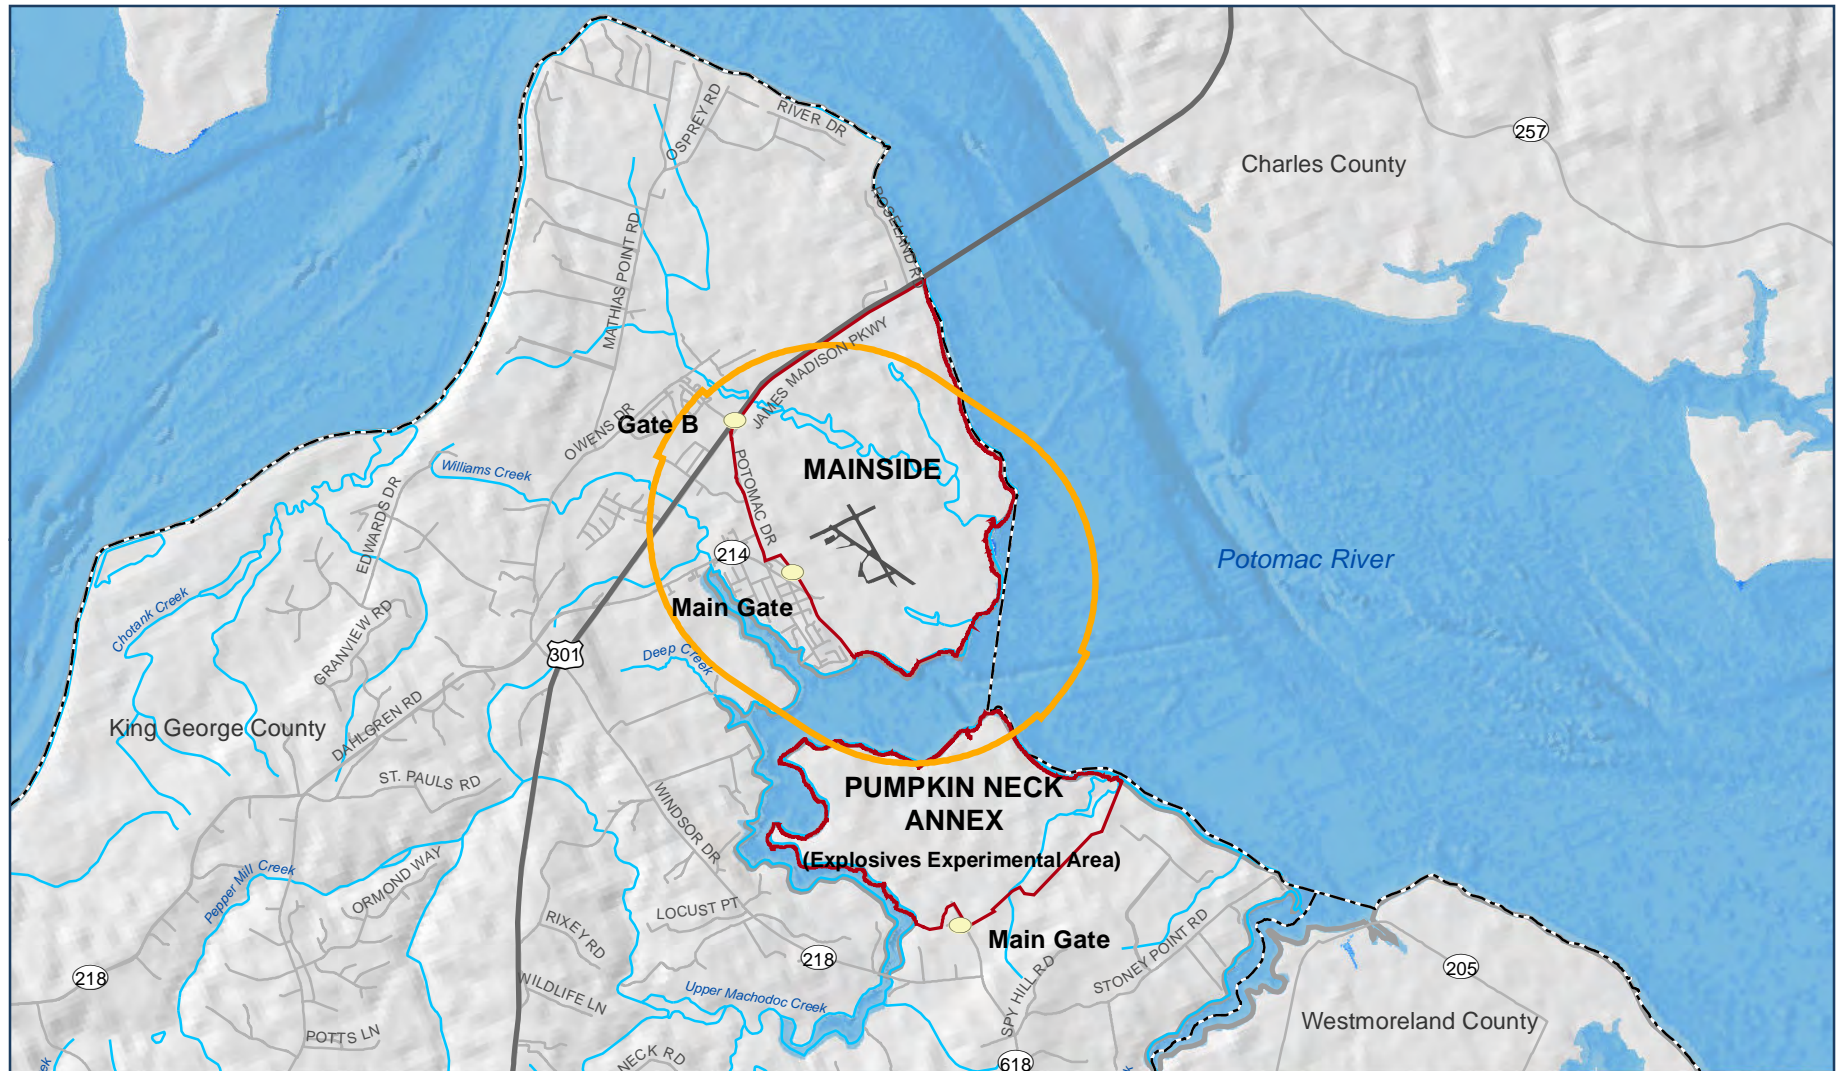 OSPREY RD
RIVER DR
257
Charles County
ROSELAND RD
MATHIAS POINT RD
JAMES MADISON PKWY
OWENS DR
Gate B
Williams Creek
MAINSIDE
POTOMAC DR
EDWARDS DR
214
Potomac River
Chotank Creek
Main Gate
GRANVIEW RD
301
Deep Creek
King George County
DAHLGREN RD
ST. PAULS RD
WINDSOR DR
PUMPKIN NECK
ANNEX
(Explosives Experimental Area)
Pepper Mill Creek
ORMOND WAY
LOCUST PT
RIXEY RD
Main Gate
STONEY POINT RD
218
218
205
WILDLIFE LN
Upper Machodoc Creek
SPY HILL RD
Westmoreland County
POTTS LN
NECK RD
618